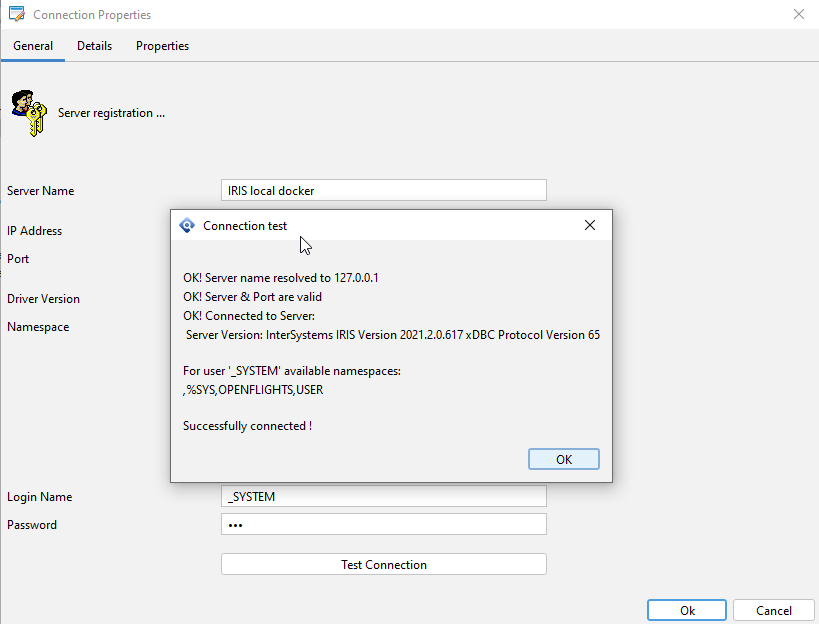 Connection Properties
General Details Properties
Server registration ...
Server Name IRIS local docker
Connection test
IP Address
Port
Driver Version
Namespace
OK! Server name resolved to 127.0.0.1
OK! Server & Port are valid
OK! Connected to Server:
Server Version: InterSystems IRIS Version 2021.2.0.617 xDBC Protocol Version 65
For user '_SYSTEM' available namespaces:
,%SYS,OPENFLIGHTS,USER
Successfully connected !
OK
Login Name _SYSTEM
Password •••
Test Connection
Ok Cancel